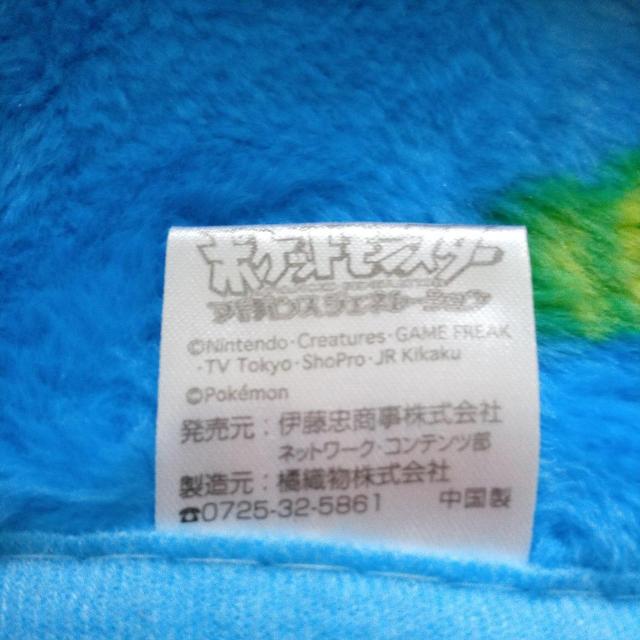 ポケットモンスター
アドバンスジェネレーション
©Nintendo·Creatures·GAME FREAK
·TV Tokyo·ShoPro·JR Kikaku
©Pokémon
発売元：伊藤忠商事株式会社
ネットワーク·コンテンツ部
製造元：橘織物株式会社
☎0725-32-5861 中国製